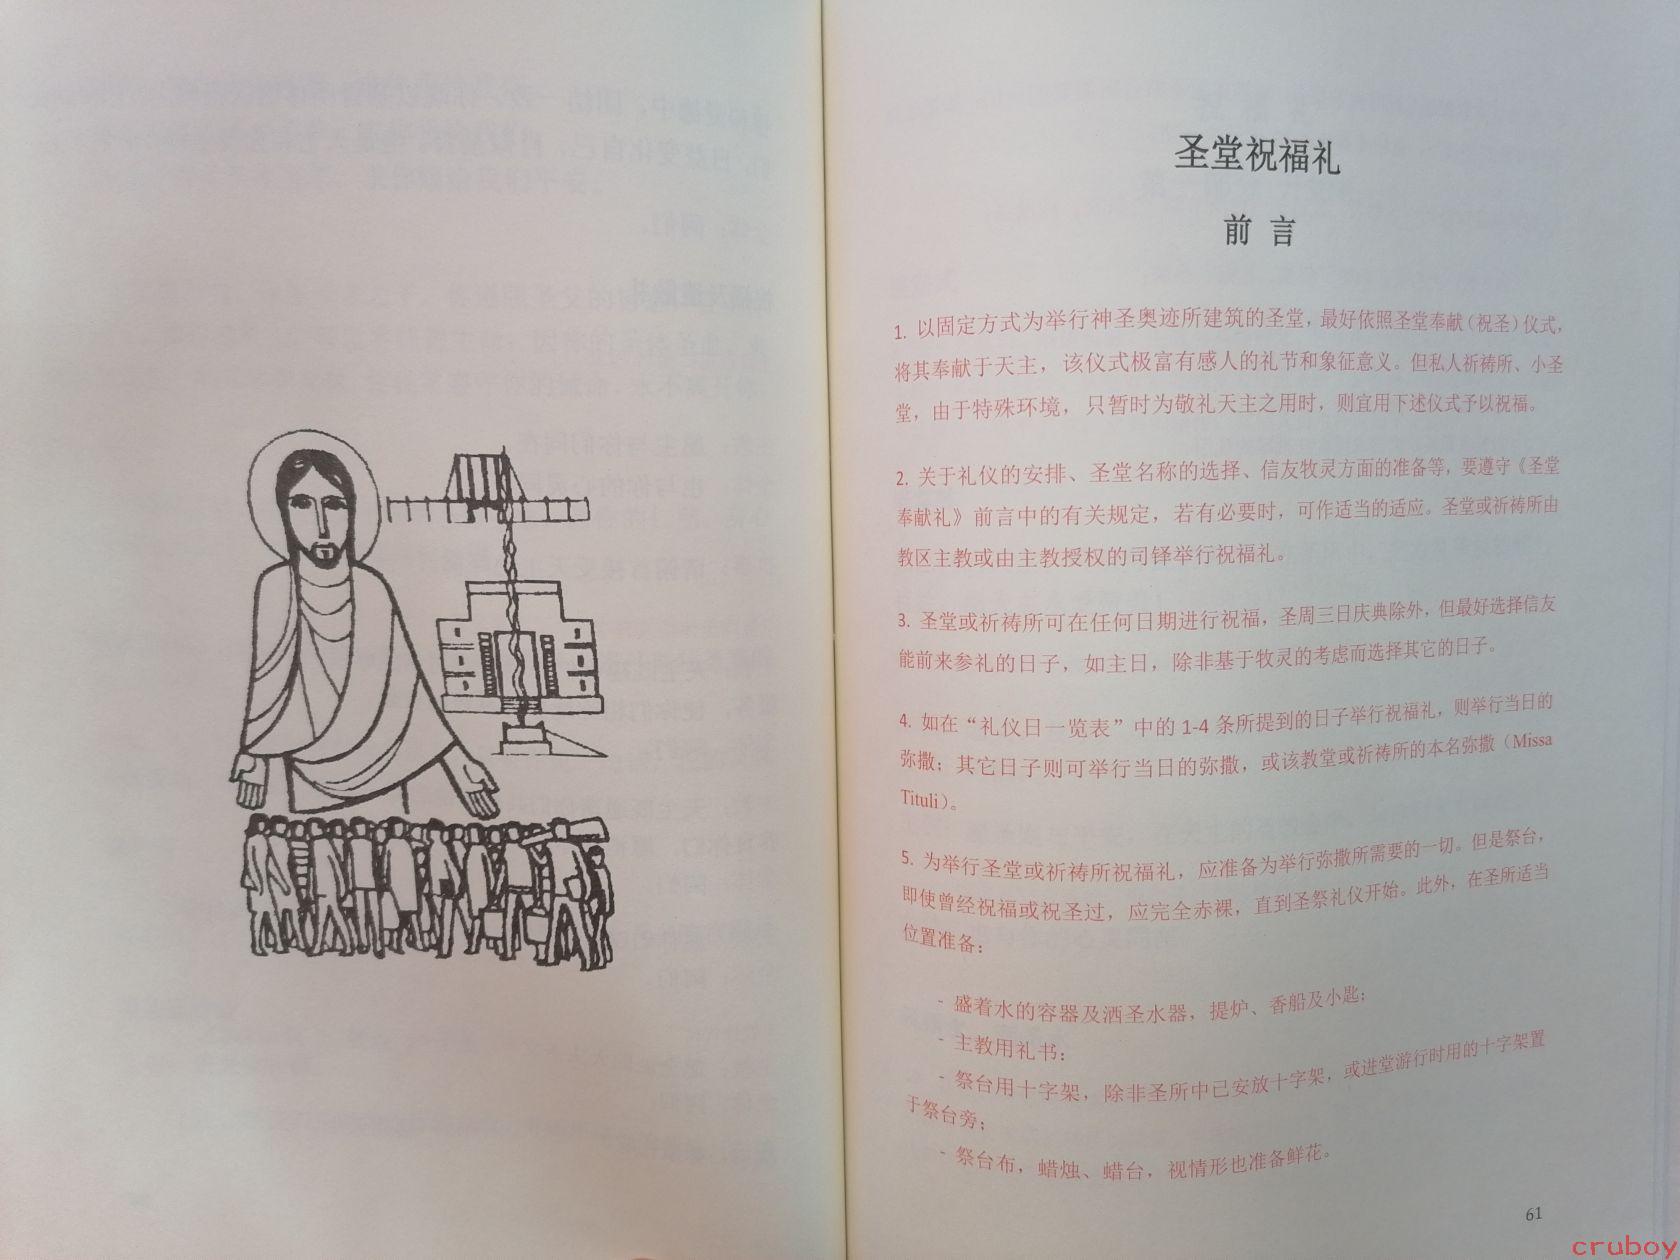 圣堂祝福礼
前 言
1. 以固定方式为举行神圣奥迹所建筑的圣堂，最好依照圣堂奉献（祝圣）仪式，
将其奉献于天主，该仪式极富有感人的礼节和象征意义。但私人祈祷所、小圣
堂，由于特殊环境，只暂时为敬礼天主之用时，则宜用下述仪式予以祝福。
2. 关于礼仪的安排、圣堂名称的选择、信友牧灵方面的准备等，要遵守《圣堂
奉献礼》前言中的有关规定，若有必要时，可作适当的适应。圣堂或祈祷所由
教区主教或由主教授权的司铎举行祝福礼。
3. 圣堂或祈祷所可在任何日期进行祝福，圣周三日庆典除外，但最好选择信友
能前来参礼的日子，如主日，除非基于牧灵的考虑而选择其它的日子。
4. 如在“礼仪日一览表”中的 1-4 条所提到的日子举行祝福礼，则举行当日的
弥撒；其它日子则可举行当日的弥撒，或该教堂或祈祷所的本名弥撒（Missa
Tituli）。
5. 为举行圣堂或祈祷所祝福礼，应准备为举行弥撒所需要的一切。但是祭台，
即使曾经祝福或祝圣过，应完全赤裸，直到圣祭礼仪开始。此外，在圣所适当
位置准备：
- 盛着水的容器及洒圣水器，提炉、香船及小匙；
- 主教用礼书；
- 祭台用十字架，除非圣所中已安放十字架，或进堂游行时用的十字架置
于祭台旁；
- 祭台布，蜡烛、蜡台，视情形也准备鲜花。
61
cruboy